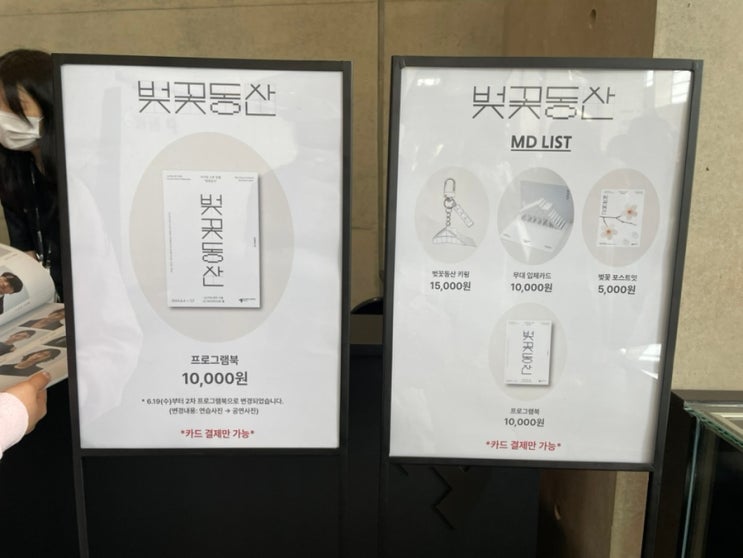 벚꽃동산
벚꽃동산
프로그램북
10,000원
* 6.19(수)부터 2차 프로그램북으로 변경되었습니다.
(변경내용: 연습사진 → 공연사진)
*카드 결제만 가능*
벚꽃동산
MD LIST
벚꽃동산 키링
15,000원
무대 입체카드
10,000원
벚꽃 포스트잇
5,000원
벚꽃동산
프로그램북
10,000원
*카드 결제만 가능*